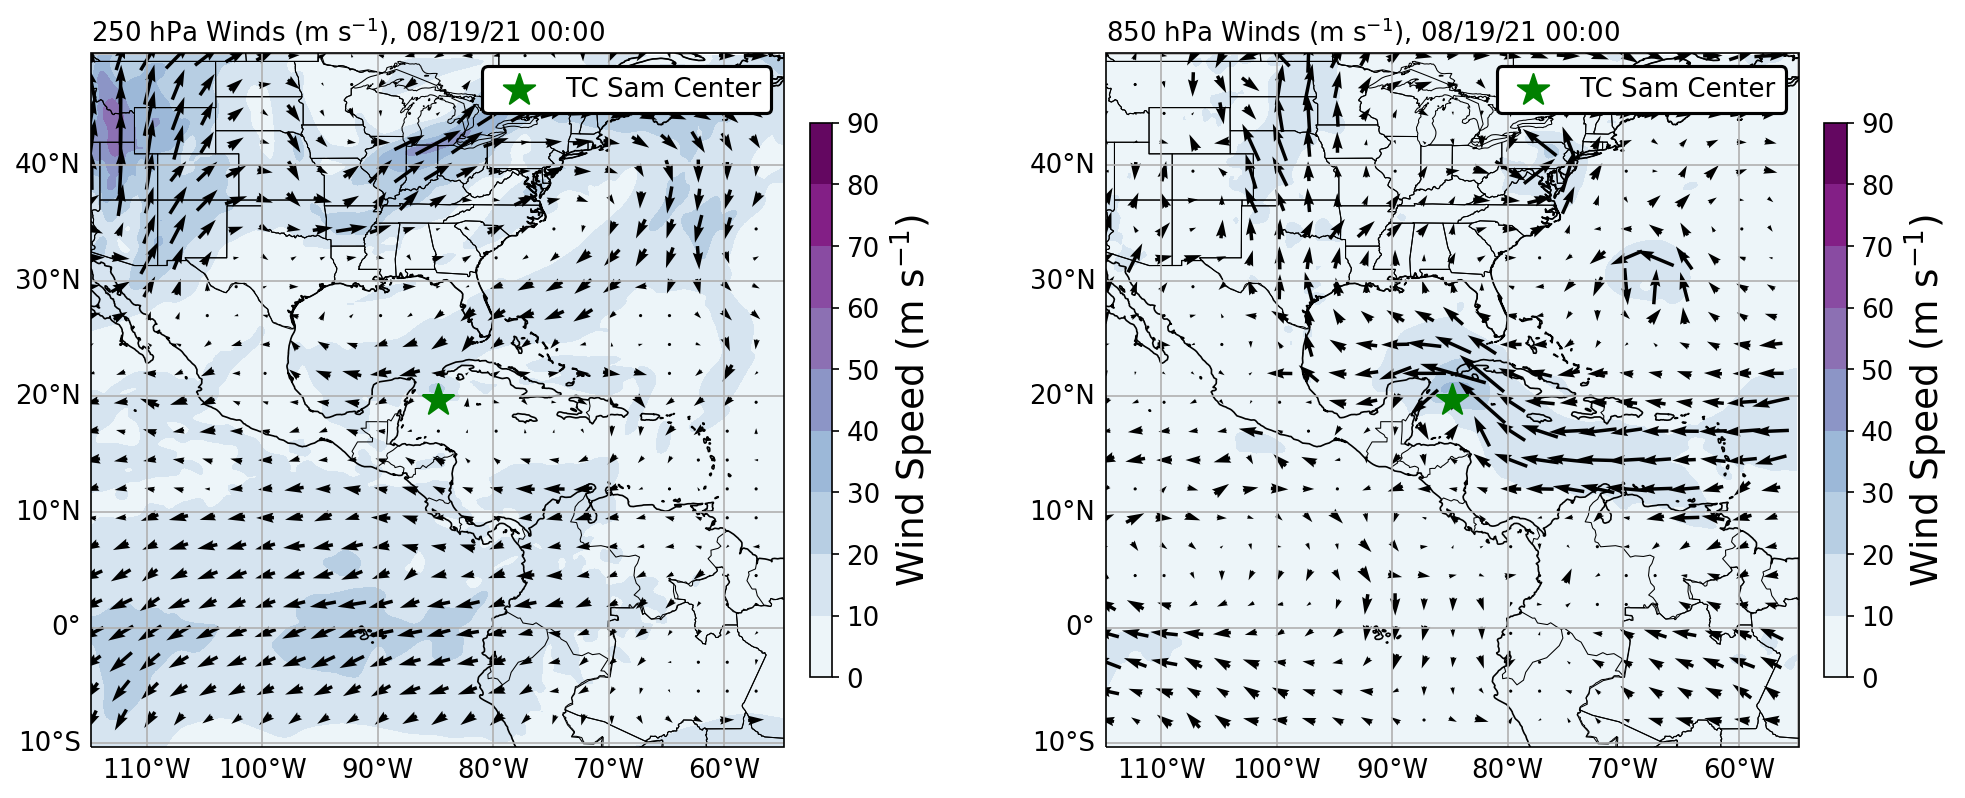 250 hPa Winds (m s⁻¹), 08/19/21 00:00
TC Sam Center
40°N
30°N
20°N
10°N
0°
10°S
110°W 100°W 90°W 80°W 70°W 60°W
90
80
70
60
50
40
30
20
10
0
Wind Speed (m s⁻¹)
850 hPa Winds (m s⁻¹), 08/19/21 00:00
TC Sam Center
40°N
30°N
20°N
10°N
0°
10°S
110°W 100°W 90°W 80°W 70°W 60°W
90
80
70
60
50
40
30
20
10
0
Wind Speed (m s⁻¹)